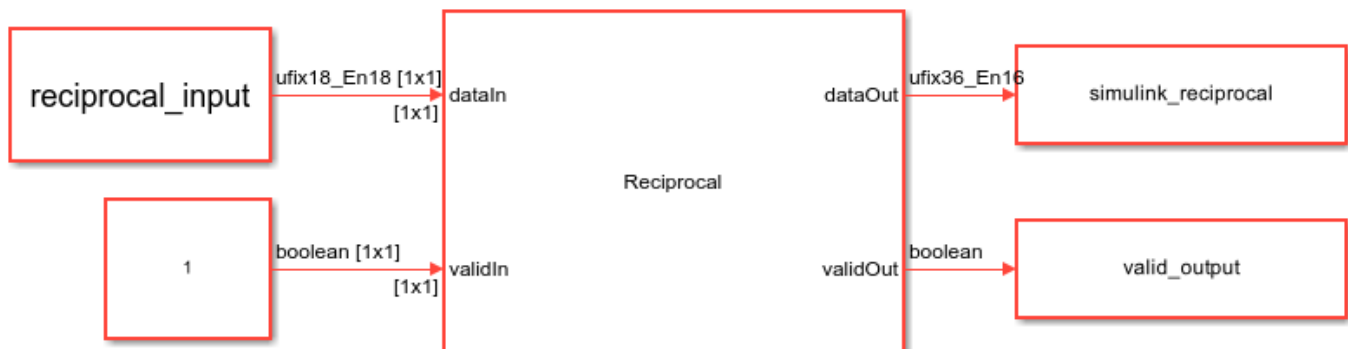 reciprocal_input
ufix18_En18 [1x1]
[1x1]
dataIn
dataOut
ufix36_En16
simulink_reciprocal
Reciprocal
1
boolean [1x1]
[1x1]
validIn
validOut
boolean
valid_output